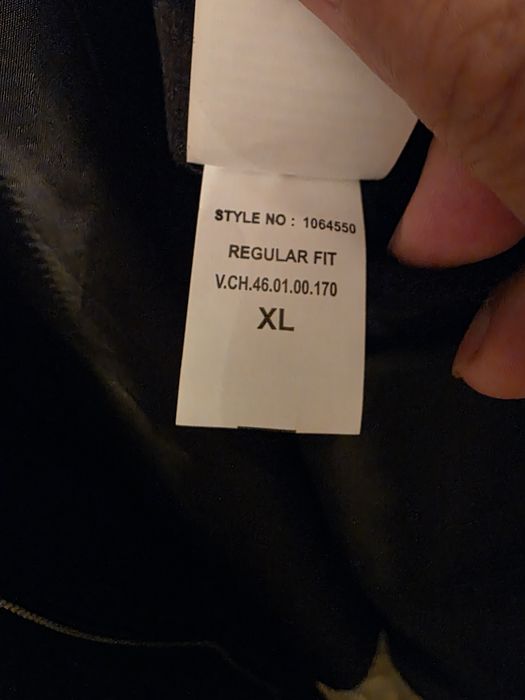 STYLE NO : 1064550
REGULAR FIT
V.CH.46.01.00.170
XL